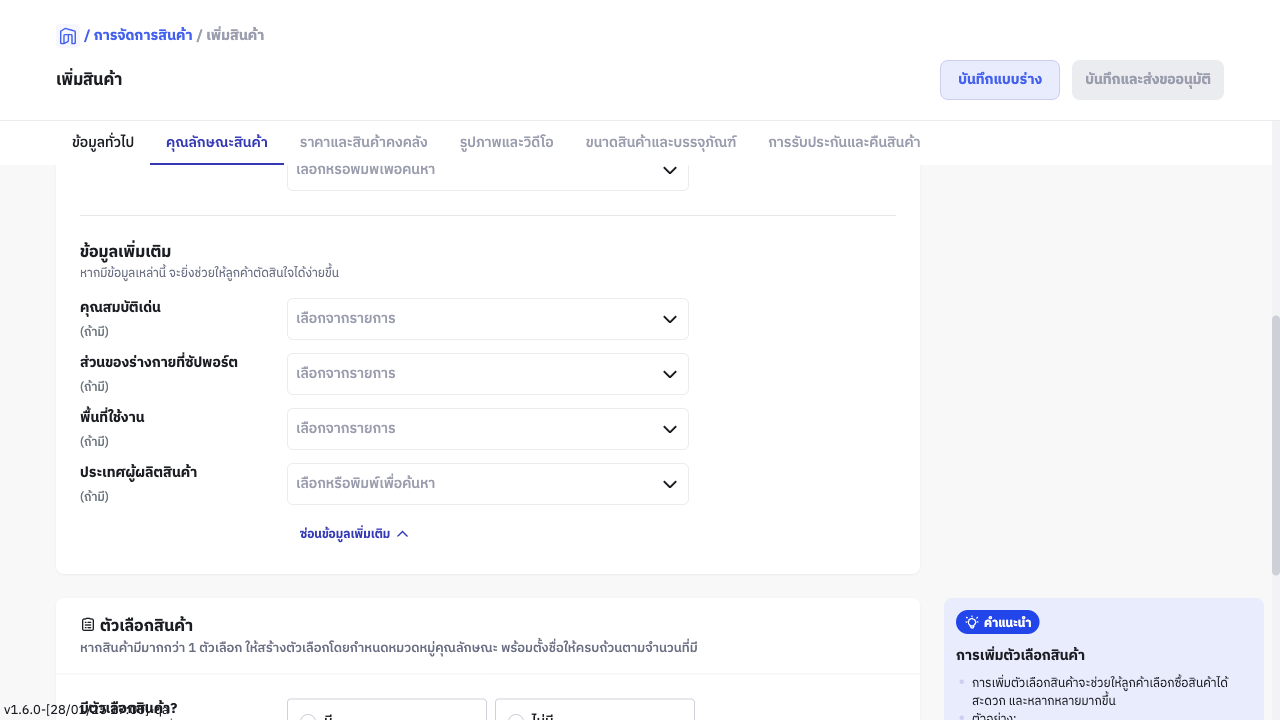 / การจัดการสินค้า / เพิ่มสินค้า
เพิ่มสินค้า
บันทึกแบบร่าง
บันทึกและส่งขออนุมัติ
ข้อมูลทั่วไป
คุณลักษณะสินค้า
ราคาและสินค้าคงคลัง
รูปภาพและวิดีโอ
ขนาดสินค้าและบรรจุภัณฑ์
การรับประกันและคืนสินค้า
เลือกหรือพิมพ์เพื่อค้นหา
ข้อมูลเพิ่มเติม
หากมีข้อมูลเหล่านี้ จะยิ่งช่วยให้ลูกค้าตัดสินใจได้ง่ายขึ้น
คุณสมบัติเด่น
(ถ้ามี)
เลือกจากรายการ
ส่วนของร่างกายที่ซัปพอร์ต
(ถ้ามี)
เลือกจากรายการ
พื้นที่ใช้งาน
(ถ้ามี)
เลือกจากรายการ
ประเทศผู้ผลิตสินค้า
(ถ้ามี)
เลือกหรือพิมพ์เพื่อค้นหา
ซ่อนข้อมูลเพิ่มเติม
ตัวเลือกสินค้า
หากสินค้ามีมากกว่า 1 ตัวเลือก ให้สร้างตัวเลือกโดยกำหนดหมวดหมู่คุณลักษณะ พร้อมตั้งชื่อให้ครบถ้วนตามจำนวนที่มี
มีตัวเลือกสินค้า?
มี
ไม่มี
v1.6.0-[28/01/
คำแนะนำ
การเพิ่มตัวเลือกสินค้า
การเพิ่มตัวเลือกสินค้าจะช่วยให้ลูกค้าเลือกซื้อสินค้าได้
สะดวก และหลากหลายมากขึ้น
ตัวอย่าง: